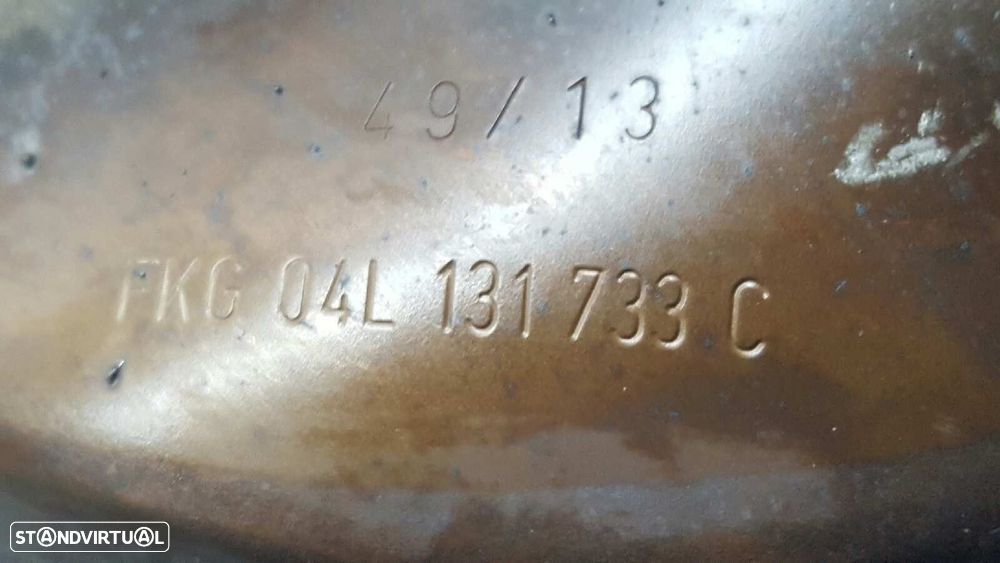 49/13
FKG 04L 131 733 C
STANDVIRTUAL